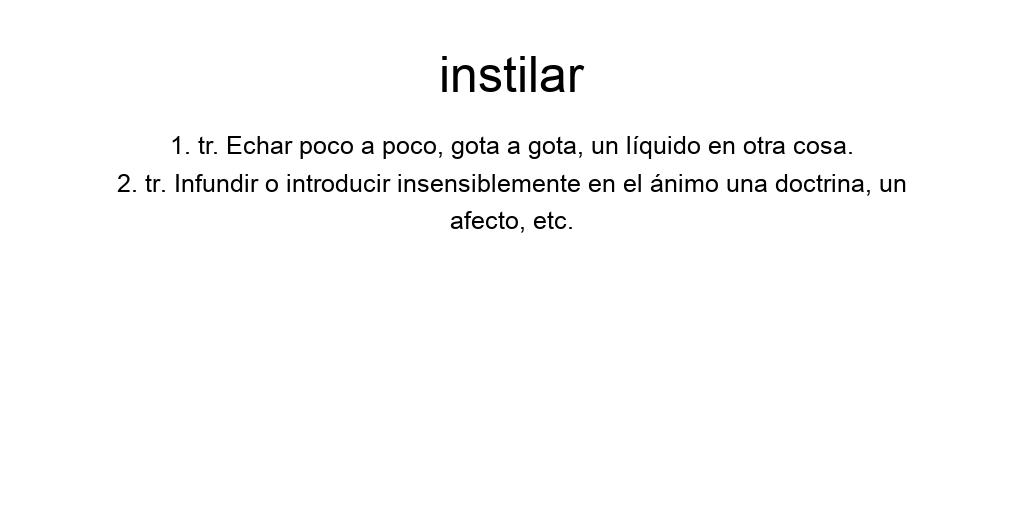 instilar
1. tr. Echar poco a poco, gota a gota, un líquido en otra cosa.
2. tr. Infundir o introducir insensiblemente en el ánimo una doctrina, un
afecto, etc.